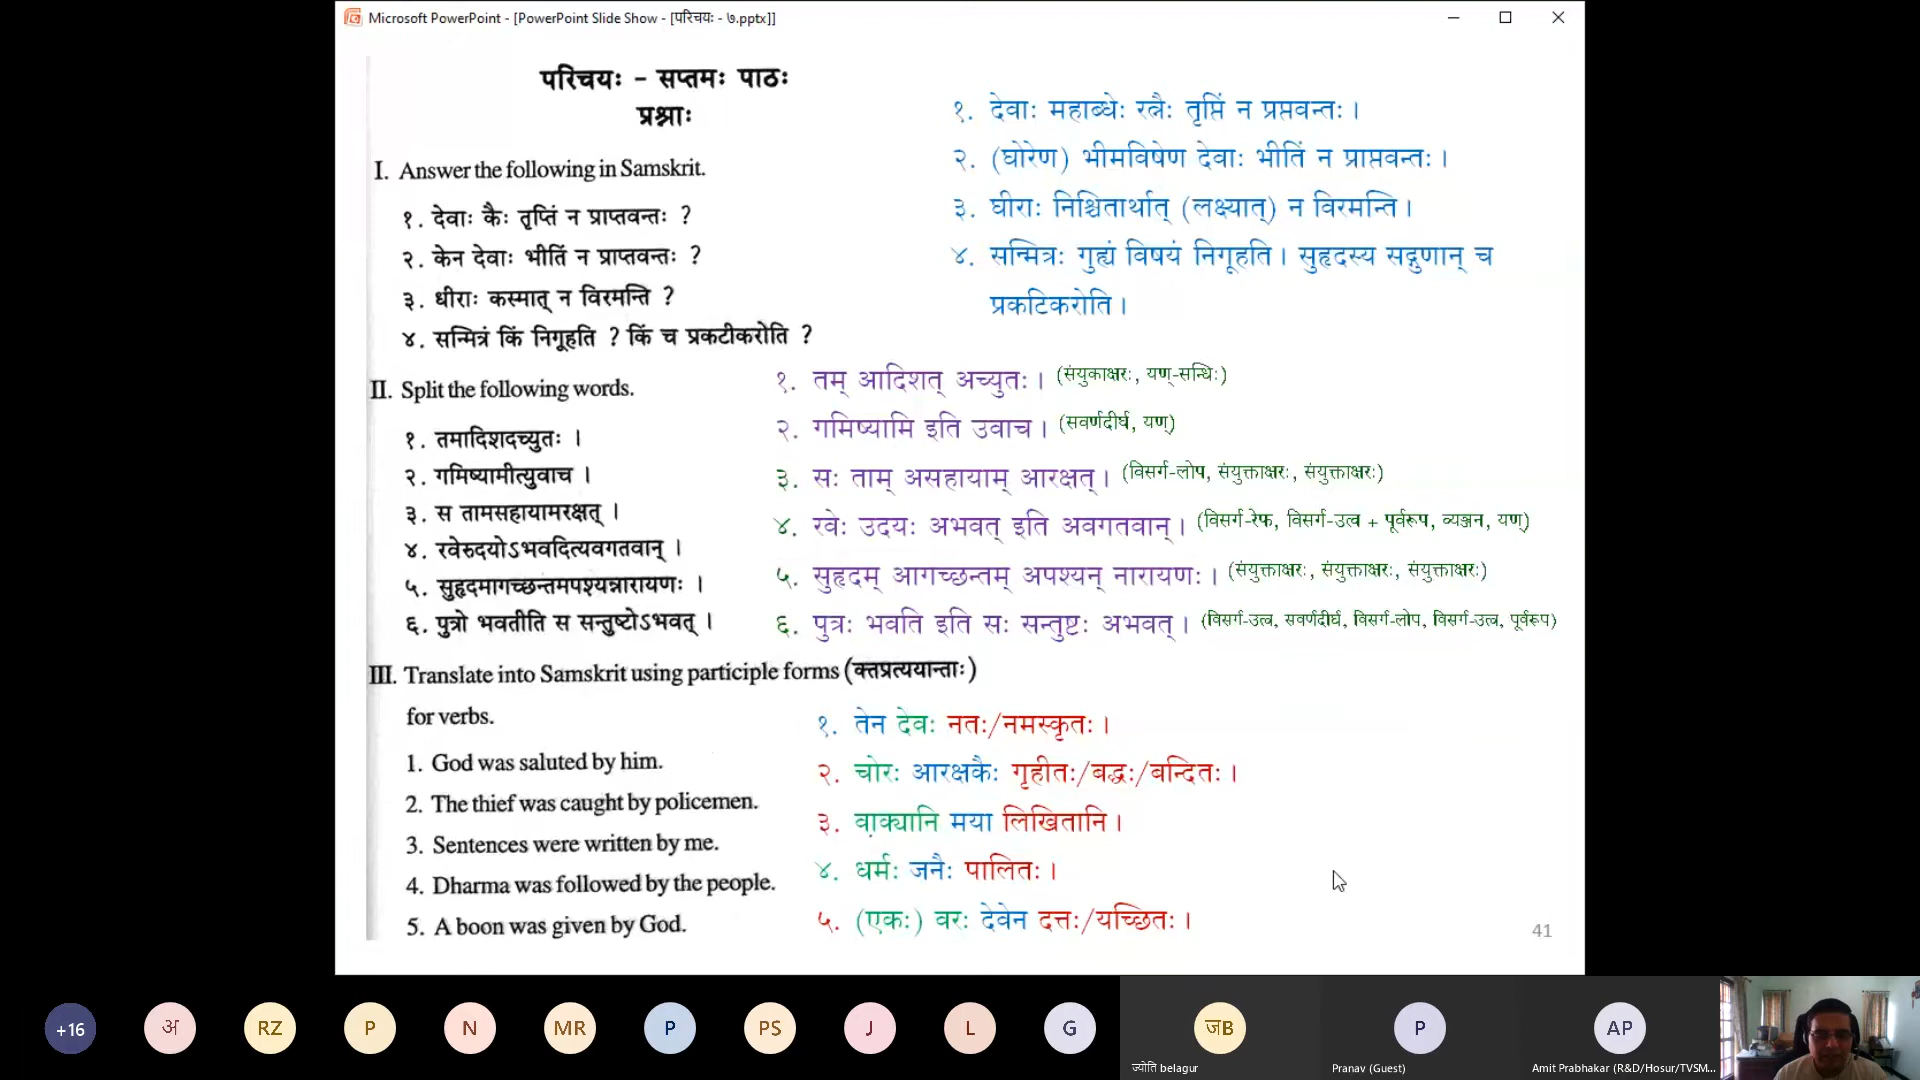 Microsoft PowerPoint - [PowerPoint Slide Show - [परिचयः - ७.pptx]]
परिचयः - सप्तमः पाठः
प्रश्नाः
I. Answer the following in Samskrit.
१. देवाः कैः तृप्तिं न प्राप्तवन्तः ?
२. केन देवाः भीतिं न प्राप्तवन्तः ?
३. धीराः कस्मात् न विरमन्ति ?
४. सन्मित्रं किं निगूहति ? किं च प्रकटीकरोति ?
१. देवाः महाब्धेः रत्नैः तृप्तिं न प्रप्तवन्तः ।
२. (घोरेण) भीमविषेण देवाः भीतिं न प्राप्तवन्तः ।
३. घीराः निश्चितार्थात् (लक्ष्यात्) न विरमन्ति ।
४. सन्मित्रः गुह्यं विषयं निगूहति । सुहृदस्य सद्गुणान् च
प्रकटिकरोति ।
II. Split the following words.
१. तमादिशदच्युतः ।
२. गमिष्यामीत्युवाच ।
३. स तामसहायामरक्षत् ।
४. रवेरुदयोऽभवदित्यवगतवान् ।
५. सुहृदमागच्छन्तमपश्यन्नारायणः ।
६. पुत्रो भवतीति स सन्तुष्टोऽभवत् ।
१. तम् आदिशत् अच्युतः । (संयुकाक्षरः, यण्-सन्धिः)
२. गमिष्यामि इति उवाच । (सवर्णदीर्घ, यण्)
३. सः ताम् असहायाम् आरक्षत् । (विसर्ग-लोप, संयुक्ताक्षरः, संयुक्ताक्षरः)
४. रवेः उदयः अभवत् इति अवगतवान् । (विसर्ग-रेफ, विसर्ग-उत्व + पूर्वरूप, व्यञ्जन, यण्)
५. सुहृदम् आगच्छन्तम् अपश्यन् नारायणः । (संयुक्ताक्षरः, संयुक्ताक्षरः, संयुक्ताक्षरः)
६. पुत्रः भवति इति सः सन्तुष्टः अभवत् । (विसर्ग-उत्व, सवर्णदीर्घ, विसर्ग-लोप, विसर्ग-उत्व, पूर्वरूप)
III. Translate into Samskrit using participle forms (क्तप्रत्ययान्ताः)
for verbs.
1. God was saluted by him.
2. The thief was caught by policemen.
3. Sentences were written by me.
4. Dharma was followed by the people.
5. A boon was given by God.
१. तेन देवः नतः/नमस्कृतः ।
२. चोरः आरक्षकैः गृहीतः/बद्धः/बन्दितः ।
३. वाक्यानि मया लिखितानि ।
४. धर्मः जनैः पालितः ।
५. (एकः) वरः देवेन दत्तः/यच्छितः ।
41
+16 अ RZ P N MR P PS J L G जB P AP
ज्योति belagur Pranav (Guest) Amit Prabhakar (R&D/Hosur/TVSM...